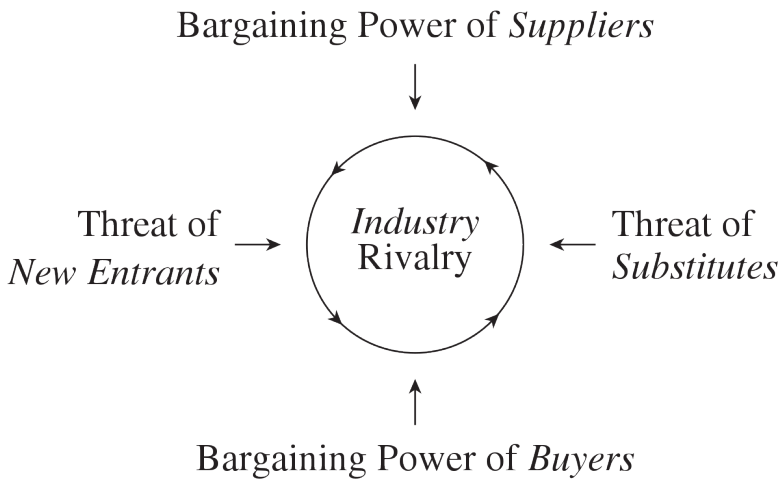 Bargaining Power of Suppliers
Threat of
New Entrants
Industry
Rivalry
Threat of
Substitutes
Bargaining Power of Buyers